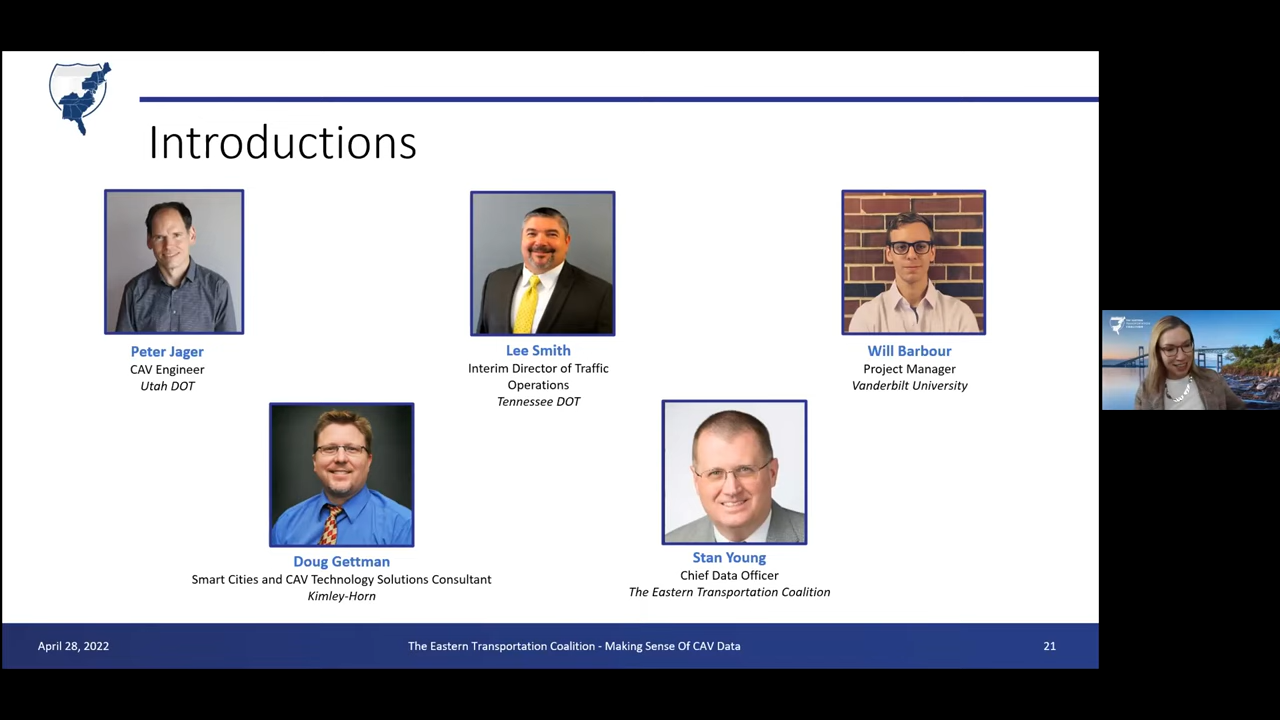 Introductions
Peter Jager
CAV Engineer
Utah DOT
Lee Smith
Interim Director of Traffic
Operations
Tennessee DOT
Will Barbour
Project Manager
Vanderbilt University
Doug Gettman
Smart Cities and CAV Technology Solutions Consultant
Kimley-Horn
Stan Young
Chief Data Officer
The Eastern Transportation Coalition
April 28, 2022
The Eastern Transportation Coalition - Making Sense Of CAV Data
21